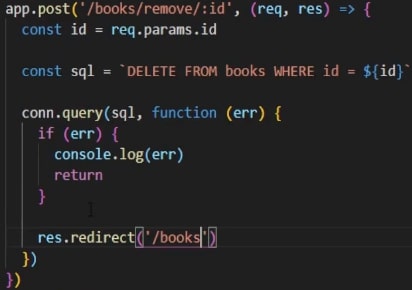 app.post('/books/remove/:id', (req, res) => {
const id = req.params.id
const sql = `DELETE FROM books WHERE id = ${id}`
conn.query(sql, function (err) {
if (err) {
console.log(err)
return
}
res.redirect('/books')
})
})